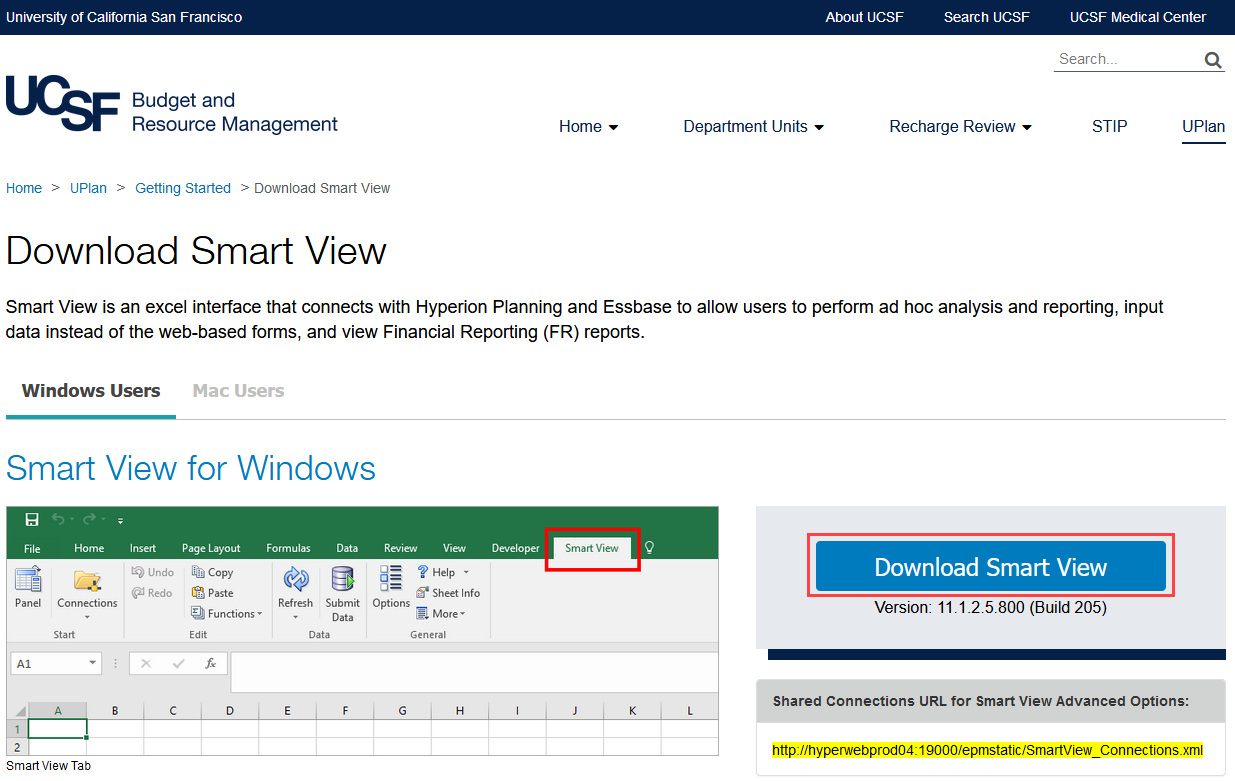 University of California San Francisco
About UCSF
Search UCSF
UCSF Medical Center
Search...
UCSF Budget and
Resource Management
Home
Department Units
Recharge Review
STIP
UPlan
Home > UPlan > Getting Started > Download Smart View
Download Smart View
Smart View is an excel interface that connects with Hyperion Planning and Essbase to allow users to perform ad hoc analysis and reporting, input
data instead of the web-based forms, and view Financial Reporting (FR) reports.
Windows Users
Mac Users
Smart View for Windows
File Home Insert Page Layout Formulas Data Review View Developer Smart View
Panel
Connections
Start
Undo
Redo
Copy
Paste
Functions
Edit
Refresh
Submit
Data
Data
Options
Help
Sheet Info
More
General
A1
fx
A B C D E F G H I J K L
1
2
Smart View Tab
Download Smart View
Version: 11.1.2.5.800 (Build 205)
Shared Connections URL for Smart View Advanced Options:
http://hyperwebprod04:19000/epmstatic/SmartView_Connections.xml